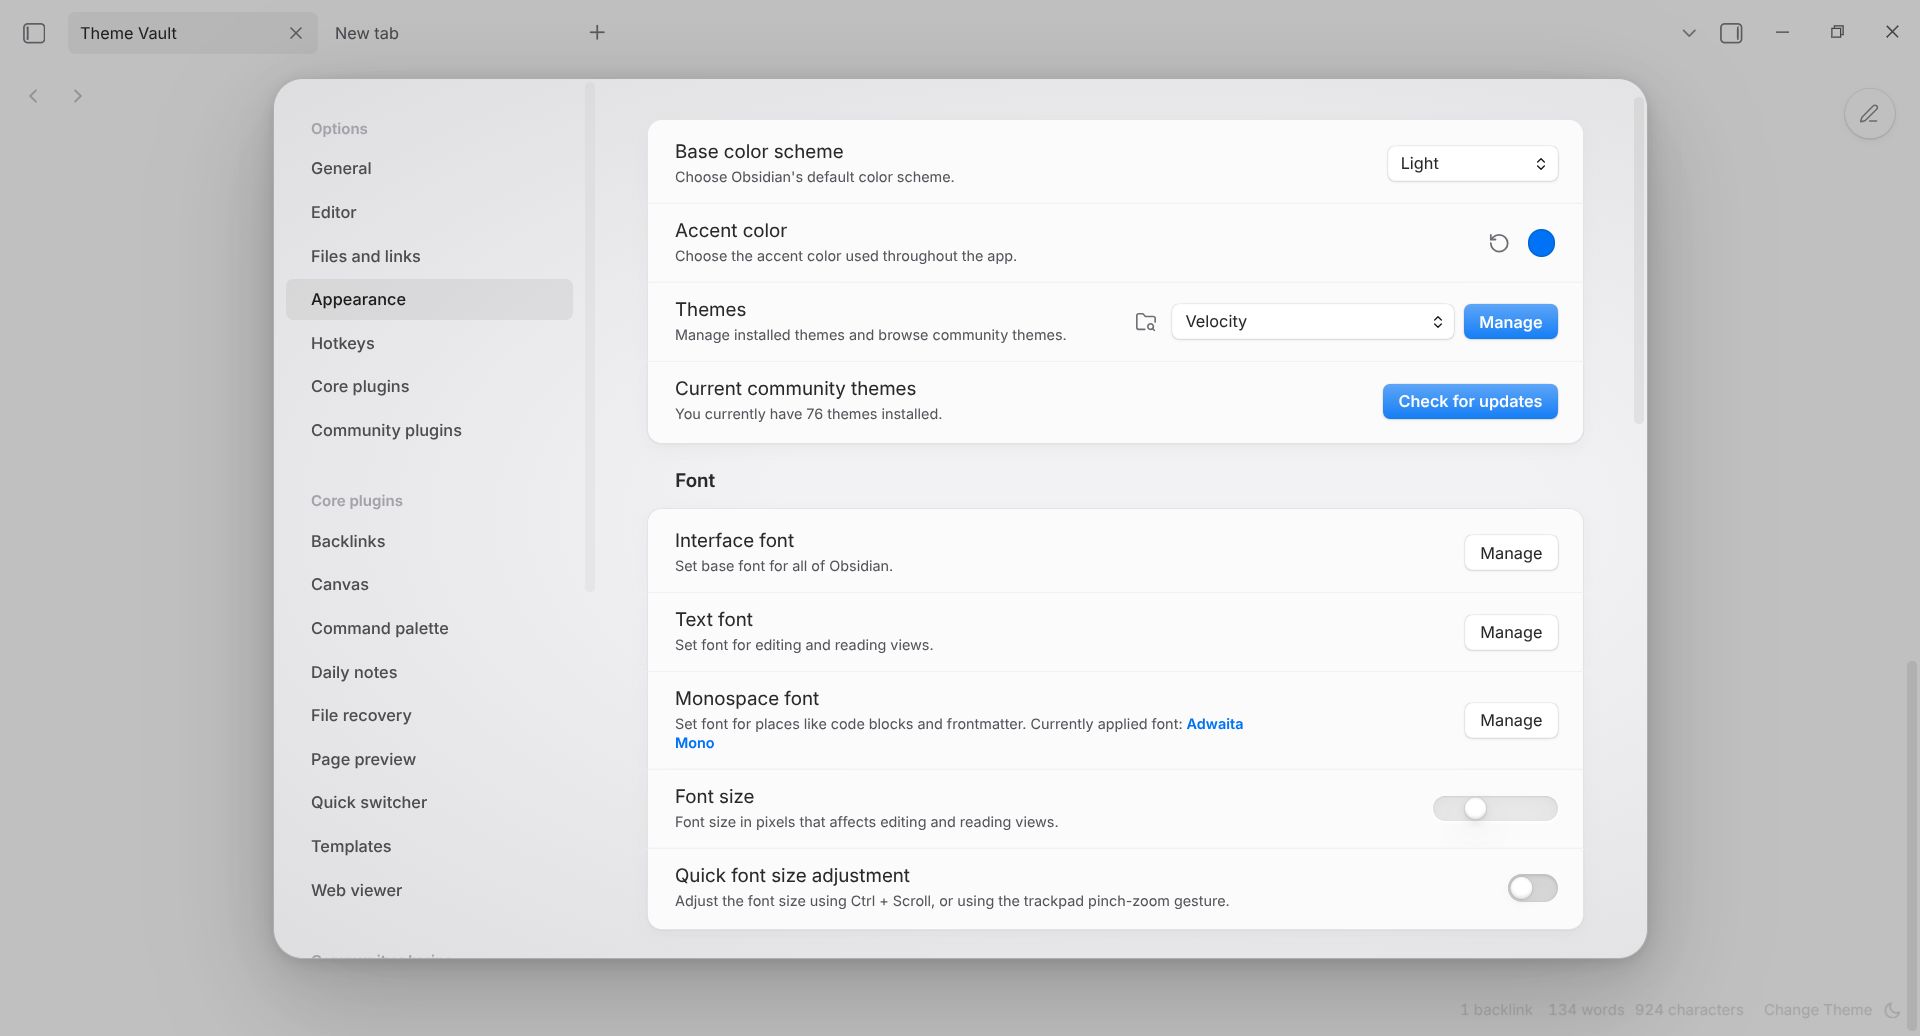 Theme Vault
New tab
Options
General
Editor
Files and links
Appearance
Hotkeys
Core plugins
Community plugins
Core plugins
Backlinks
Canvas
Command palette
Daily notes
File recovery
Page preview
Quick switcher
Templates
Web viewer
Base color scheme
Choose Obsidian's default color scheme.
Light
Accent color
Choose the accent color used throughout the app.
Themes
Manage installed themes and browse community themes.
Velocity
Manage
Current community themes
You currently have 76 themes installed.
Check for updates
Font
Interface font
Set base font for all of Obsidian.
Manage
Text font
Set font for editing and reading views.
Manage
Monospace font
Set font for places like code blocks and frontmatter. Currently applied font: Adwaita
Mono
Manage
Font size
Font size in pixels that affects editing and reading views.
Quick font size adjustment
Adjust the font size using Ctrl + Scroll, or using the trackpad pinch-zoom gesture.
1 backlink 134 words 924 characters Change Theme